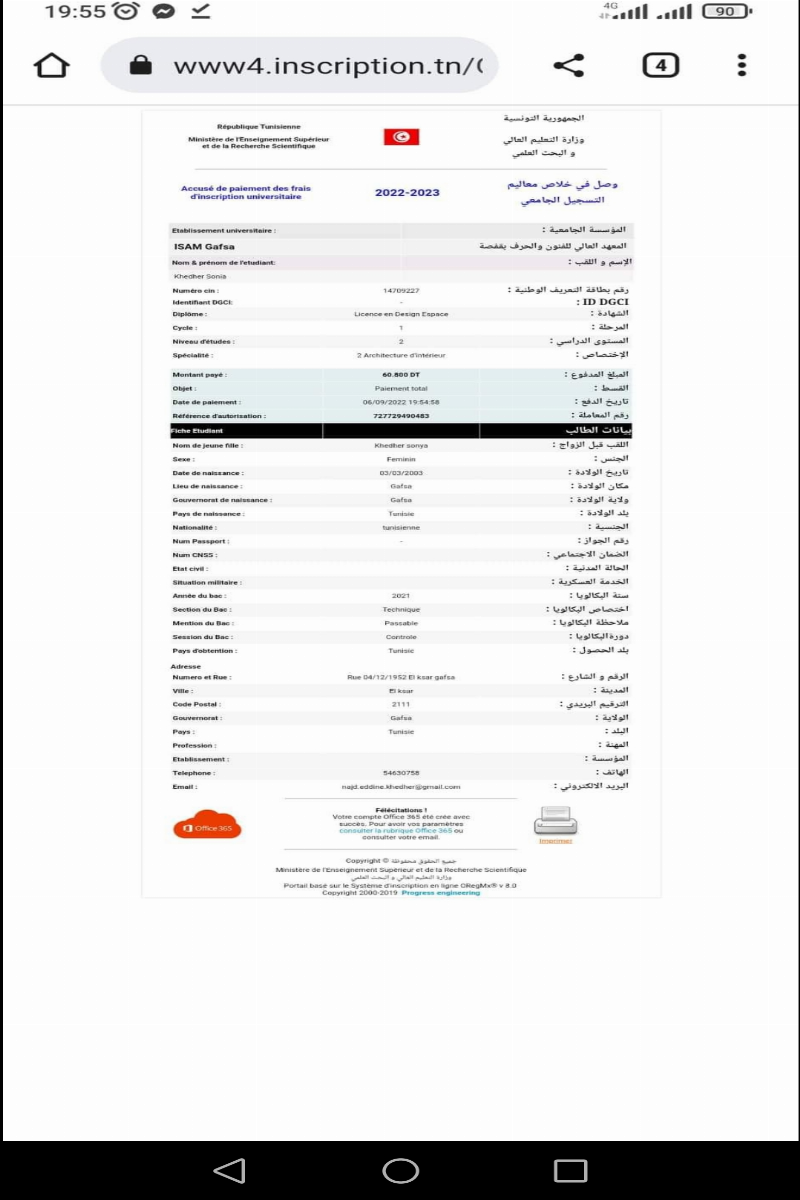 19:55
4G
90
www4.inscription.tn/(
4
République Tunisienne
Ministère de l'Enseignement Supérieur
et de la Recherche Scientifique
الجمهورية التونسية
وزارة التعليم العالي
و البحث العلمي
Accusé de paiement des frais
d'inscription universitaire
2022-2023
وصل في خلاص معاليم
التسجيل الجامعي
Etablissement universitaire : المؤسسة الجامعية :
ISAM Gafsa المعهد العالي للفنون والحرف بقفصة
Nom & prénom de l'etudiant: الإسم و اللقب :
Khedher Sonia
Numéro cin : 14709227 رقم بطاقة التعريف الوطنية :
Identifiant DGCI: - ID DGCI :
Diplôme : Licence en Design Espace الشهادة :
Cycle : 1 المرحلة :
Niveau d'études : 2 المستوى الدراسي :
Spécialité : 2 Architecture d'intérieur الإختصاص :
Montant payé : 60.800 DT المبلغ المدفوع :
Objet : Paiement total القسط :
Date de paiement : 06/09/2022 19:54:58 تاريخ الدفع :
Référence d'autorisation : 727729490483 رقم المعاملة :
Fiche Etudiant بيانات الطالب
Nom de jeune fille : Khedher sonya اللقب قبل الزواج :
Sexe : Feminin الجنس :
Date de naissance : 03/03/2003 تاريخ الولادة :
Lieu de naissance : Gafsa مكان الولادة :
Gouvernorat de naissance : Gafsa ولاية الولادة :
Pays de naissance : Tunisie بلد الولادة :
Nationalité : tunisienne الجنسية :
Num Passport : - رقم الجواز :
Num CNSS : الضمان الاجتماعي :
Etat civil : الحالة المدنية :
Situation militaire : الخدمة العسكرية :
Année du bac : 2021 سنة البكالويا :
Section du Bac : Technique اختصاص البكالويا :
Mention du Bac : Passable ملاحظة البكالويا :
Session du Bac : Controle دورةالبكالويا :
Pays d'obtention : Tunisie بلد الحصول :
Adresse
Numero et Rue : Rue 04/12/1952 El ksar gafsa الرقم و الشارع :
Ville : El ksar المدينة :
Code Postal : 2111 الترقيم البريدي :
Gouvernorat : Gafsa الولاية :
Pays : Tunisie البلد :
Profession : المهنة :
Etablissement : المؤسسة :
Telephone : 54630758 الهاتف :
Email : najd.eddine.khedher@gmail.com البريد الالكتروني :
Office 365
Félécitations !
Votre compte Office 365 été crée avec
succès. Pour avoir vos paramètres
consulter la rubrique Office 365 ou
consulter votre email.
Imprimer
Copyright © جميع الحقوق محفوظة
Ministère de l'Enseignement Supérieur et de la Recherche Scientifique
وزارة التعليم العالي و البحث العلمي
Portail basé sur le Système d'inscription en ligne ORegMx® v 8.0
Copyright 2000-2019 Progress engineering